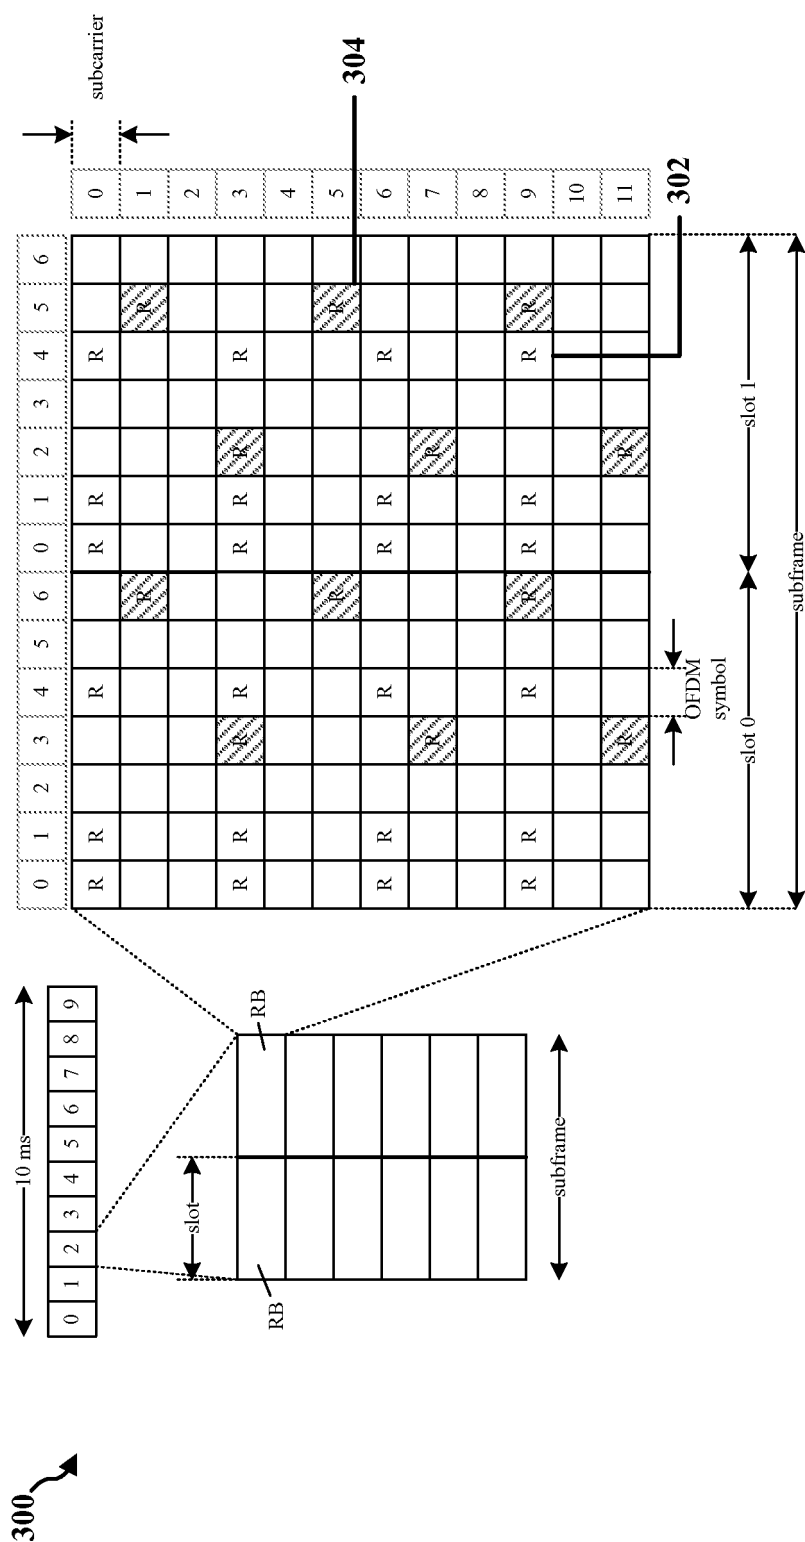 300
10 ms
0 1 2 3 4 5 6 0 1 2 3 4 5 6
0 1 2 3 4 5 6 7 8 9
R R R R R R 0
subcarrier
R R 1
2
slot
R R R R R R R R 3
RB
RB
4
R R 5
304
R R R R R R 6
R R 7
8
R R R R R R R R 9
subframe
10
R R 11
302
OFDM
symbol
slot 0
slot 1
subframe